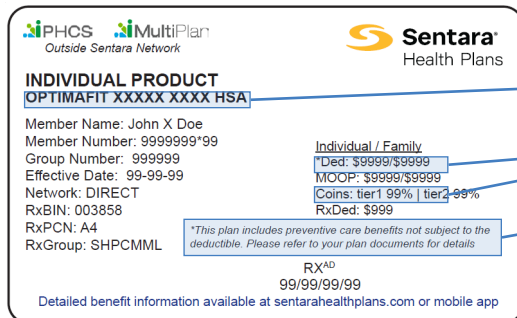 PHCS MultiPlan
Outside Sentara Network
Sentara®
Health Plans
INDIVIDUAL PRODUCT
OPTIMAFIT XXXXX XXXX HSA
Member Name: John X Doe
Member Number: 9999999*99
Group Number: 999999
Effective Date: 99-99-99
Network: DIRECT
RxBIN: 003858
RxPCN: A4
RxGroup: SHPCMML
Individual / Family
*Ded: $9999/$9999
MOOP: $9999/$9999
Coins: tier1 99% | tier2 99%
RxDed: $999
*This plan includes preventive care benefits not subject to the
deductible. Please refer to your plan documents for details
RX^AD
99/99/99/99
Detailed benefit information available at sentarahealthplans.com or mobile app